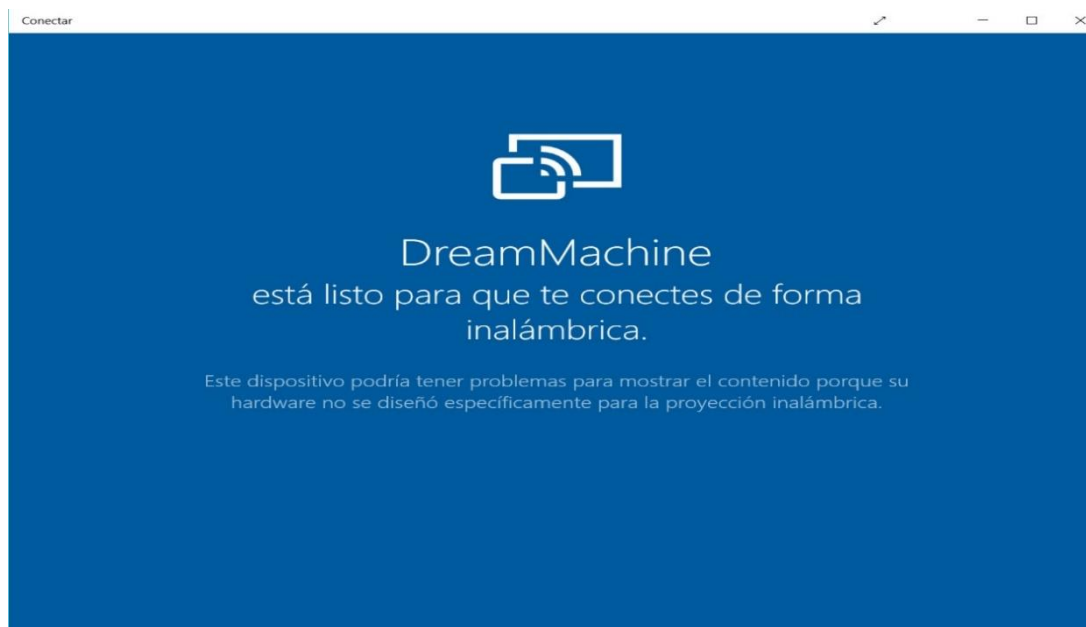 Conectar
DreamMachine
está listo para que te conectes de forma
inalámbrica.
Este dispositivo podría tener problemas para mostrar el contenido porque su
hardware no se diseñó específicamente para la proyección inalámbrica.